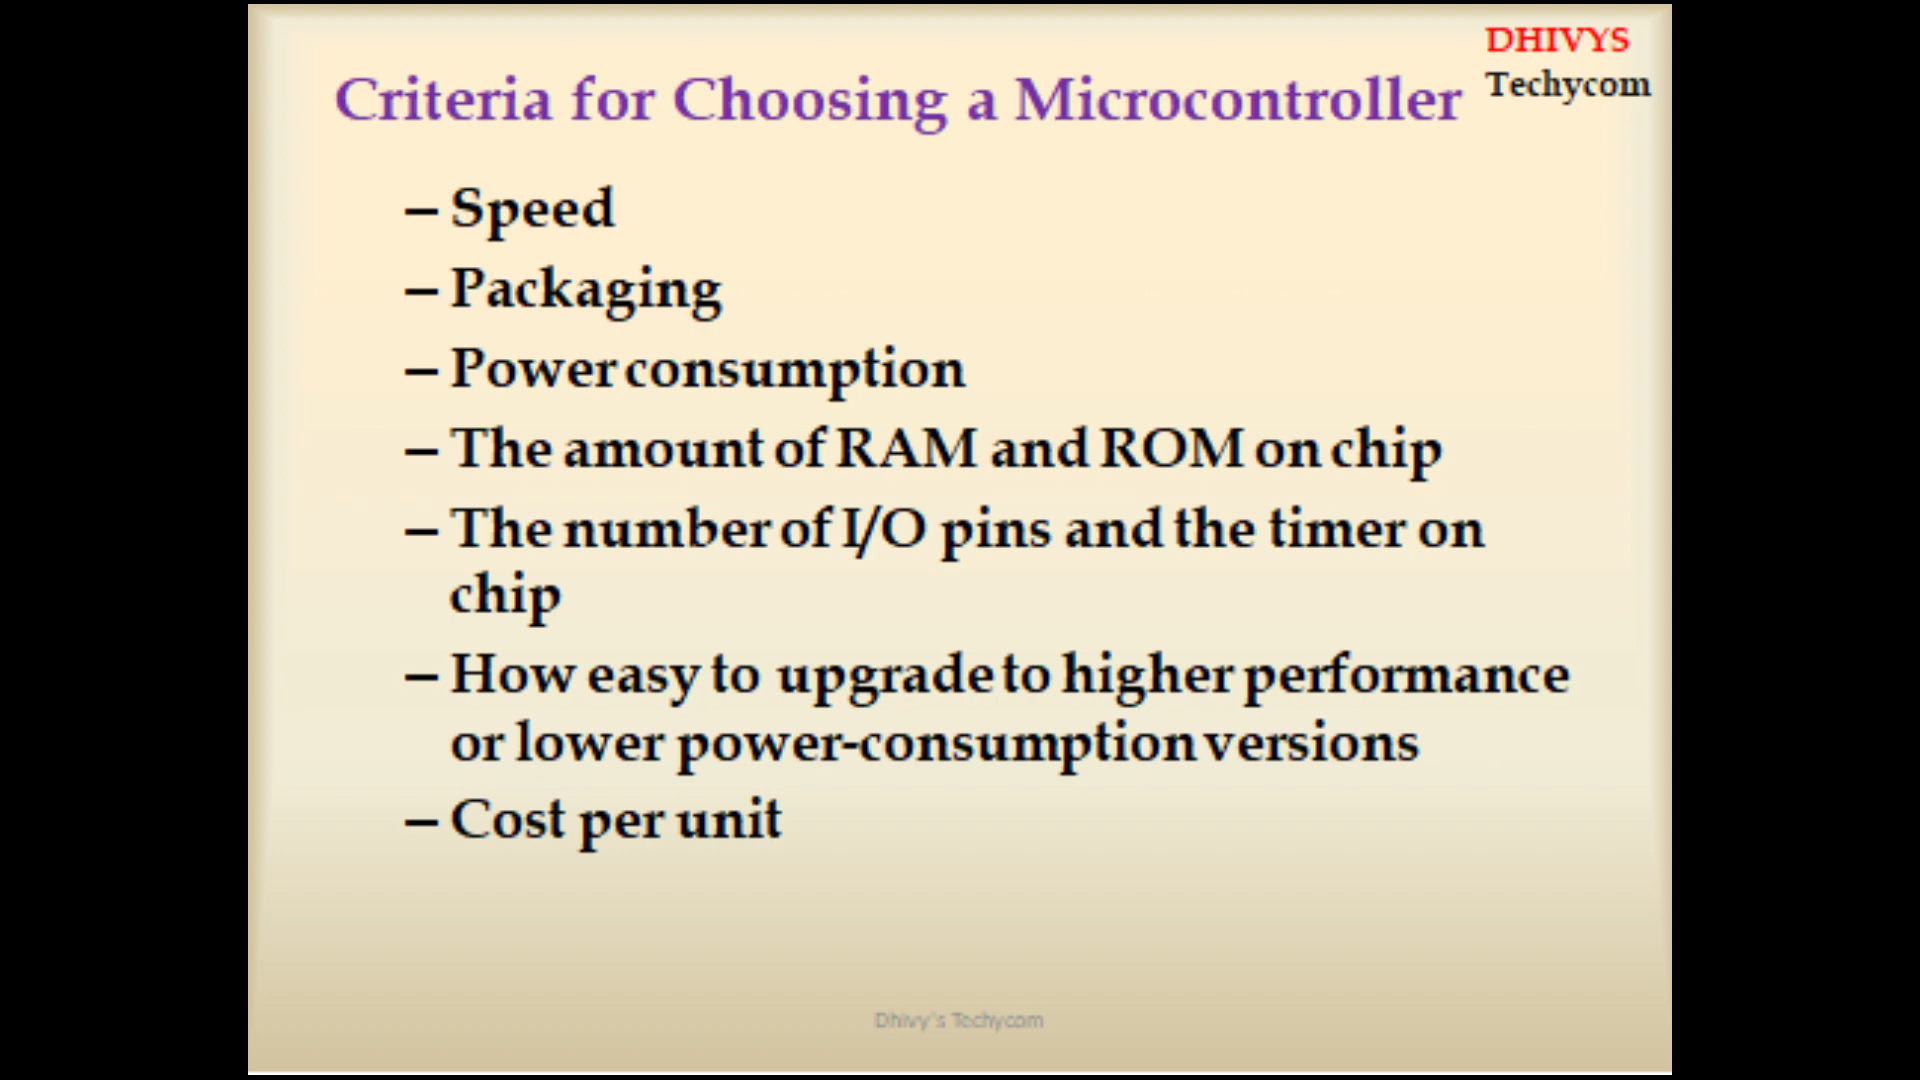 DHIVYS
Techycom
Criteria for Choosing a Microcontroller
– Speed
– Packaging
– Power consumption
– The amount of RAM and ROM on chip
– The number of I/O pins and the timer on
chip
– How easy to upgrade to higher performance
or lower power-consumption versions
– Cost per unit
Dhivy's Techycom